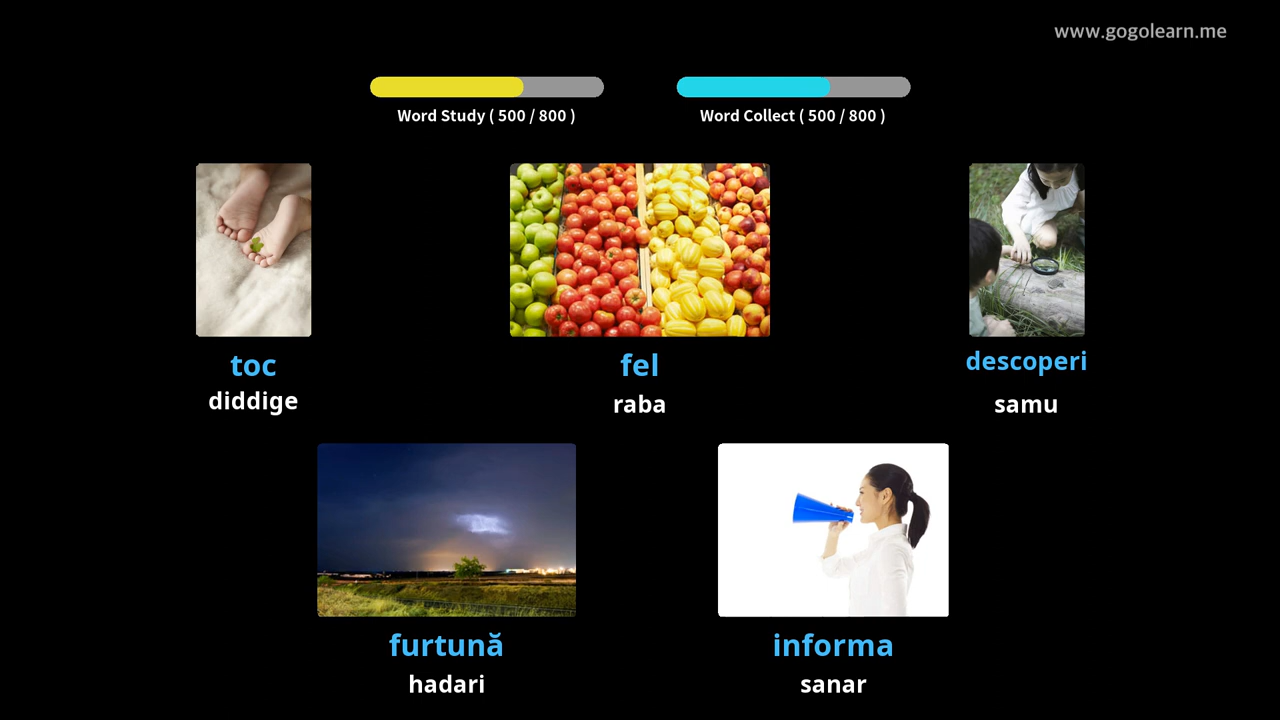 www.gogolearn.me
Word Study ( 500 / 800 )
Word Collect ( 500 / 800 )
toc
diddige
fel
raba
descoperi
samu
furtună
hadari
informa
sanar